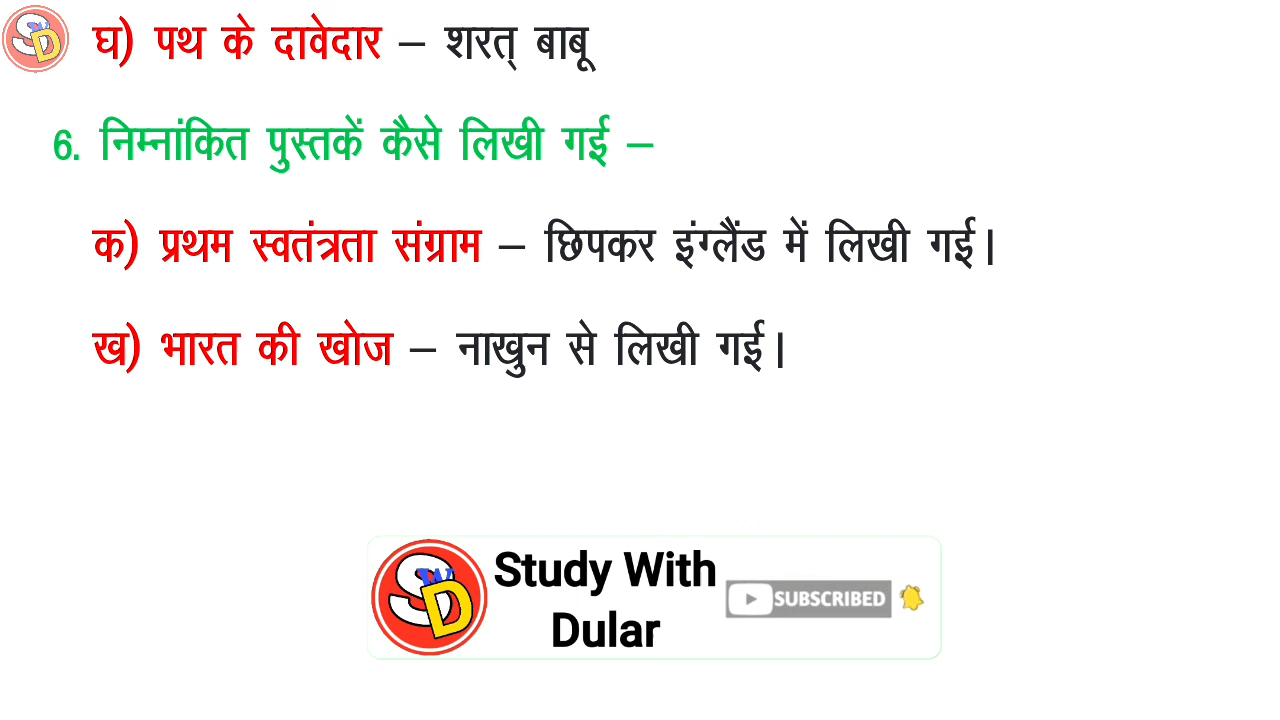 घ) पथ के दावेदार – शरत् बाबू
6. निम्नांकित पुस्तकें कैसे लिखी गई –
क) प्रथम स्वतंत्रता संग्राम – छिपकर इंग्लैंड में लिखी गई।
ख) भारत की खोज – नाखुन से लिखी गई।
Study With
Dular
SUBSCRIBED